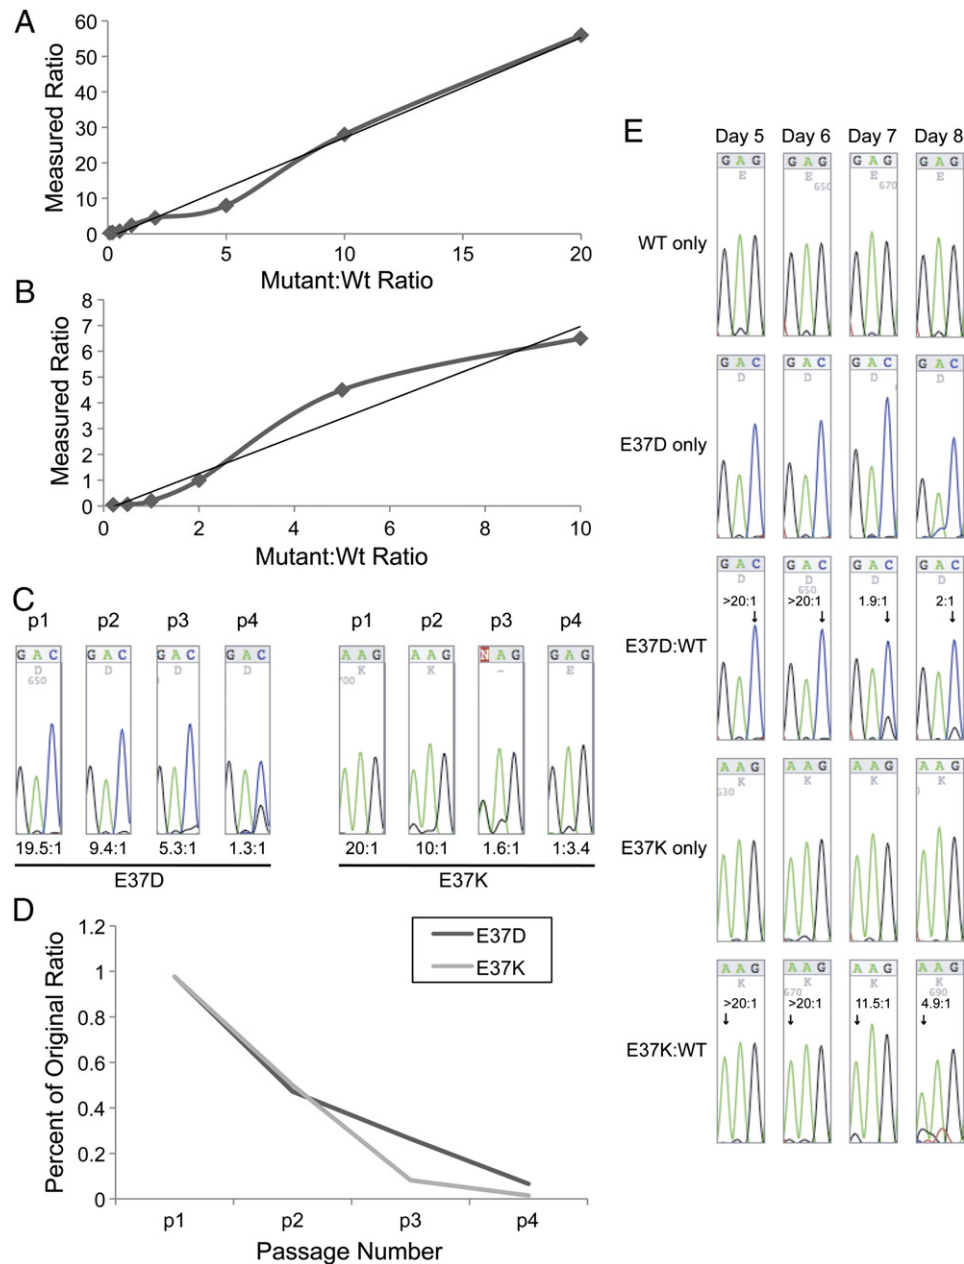 A
60
50
40
30
20
10
0
Measured Ratio
0 5 10 15 20
Mutant:Wt Ratio
B
8
7
6
5
4
3
2
1
0
Measured Ratio
0 2 4 6 8 10
Mutant:Wt Ratio
C
p1 p2 p3 p4
G A C G A C G A C G A C
D D D D
650
19.5:1 9.4:1 5.3:1 1.3:1
E37D
p1 p2 p3 p4
A A G A A G N A G G A G
K K – E
700
20:1 10:1 1.6:1 1:3.4
E37K
D
1.2
1
0.8
0.6
0.4
0.2
0
Percent of Original Ratio
E37D
E37K
p1 p2 p3 p4
Passage Number
E
Day 5 Day 6 Day 7 Day 8
WT only
G A G G A G G A G G A G
E E E E
650 670
E37D only
G A C G A C G A C G A C
D D D D
E37D:WT
G A C G A C G A C G A C
D D D D
650
>20:1 >20:1 1.9:1 2:1
E37K only
A A G A A G A A G A A G
K K K K
530 0
E37K:WT
A A G A A G A A G A A G
K K K K
670 690
>20:1 >20:1 11.5:1 4.9:1